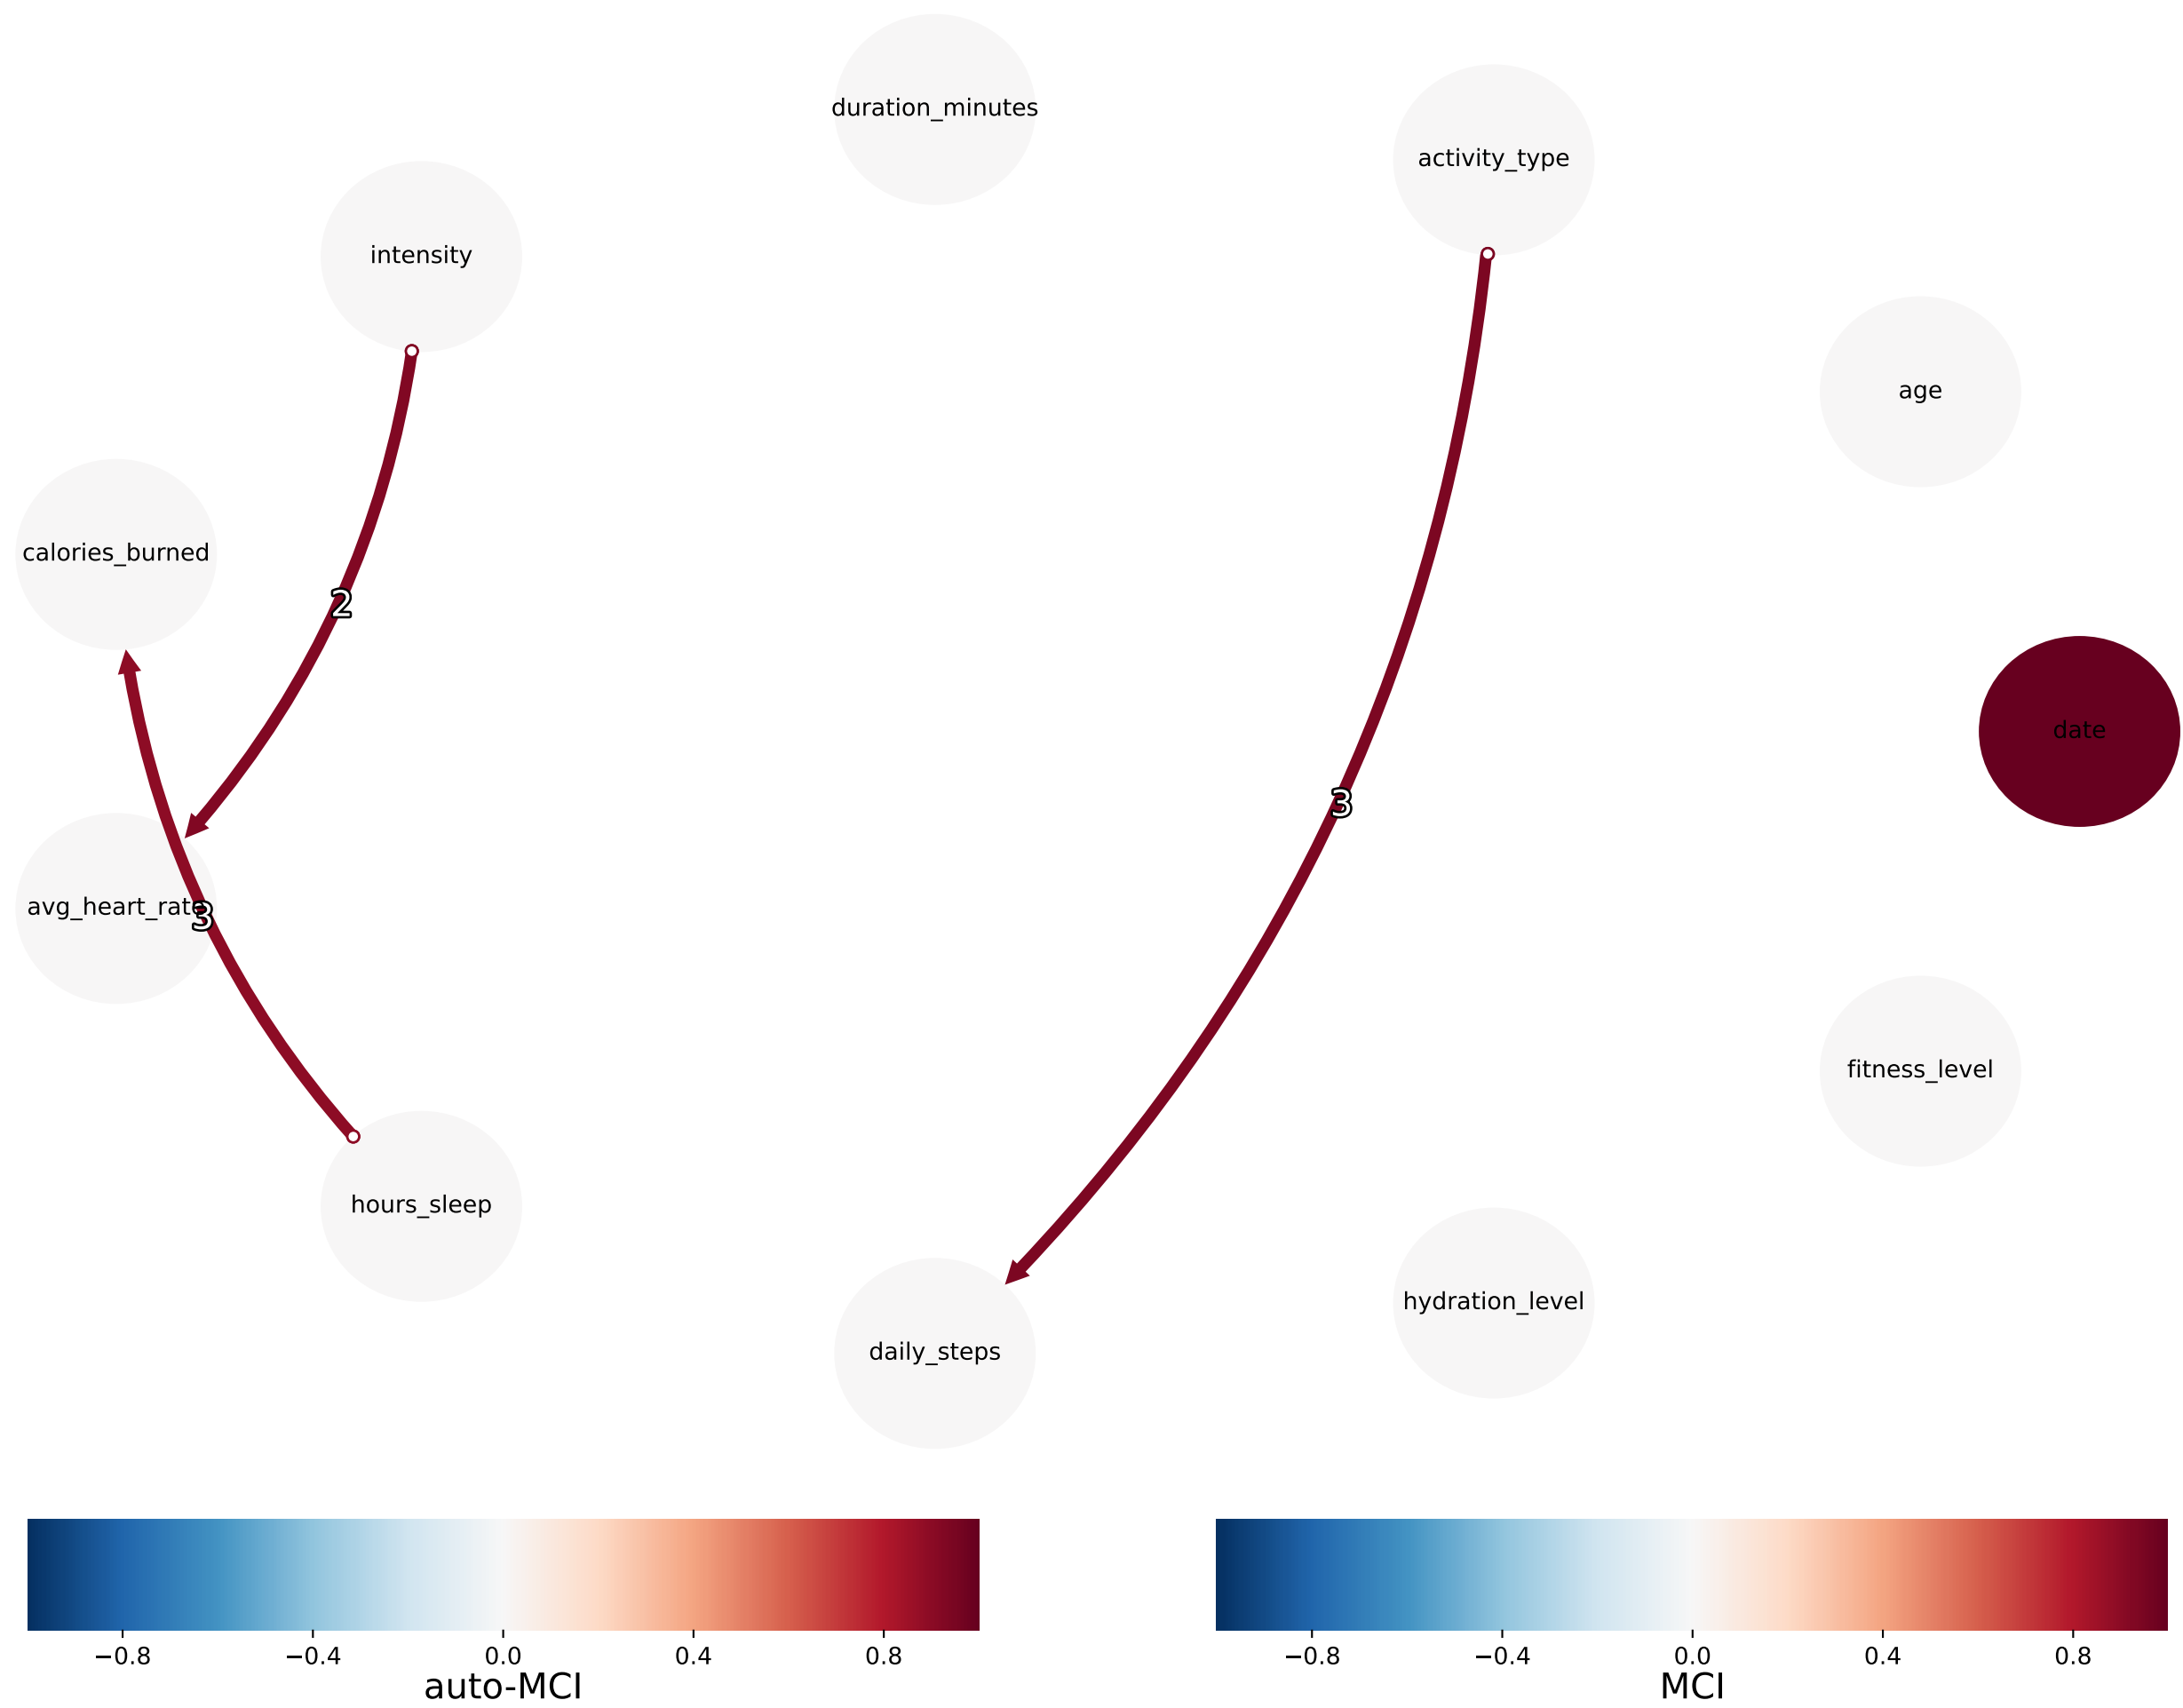 duration_minutes
activity_type
intensity
age
calories_burned
2
date
3
avg_heart_rate
3
fitness_level
hours_sleep
hydration_level
daily_steps
−0.8 −0.4 0.0 0.4 0.8
auto-MCI
−0.8 −0.4 0.0 0.4 0.8
MCI